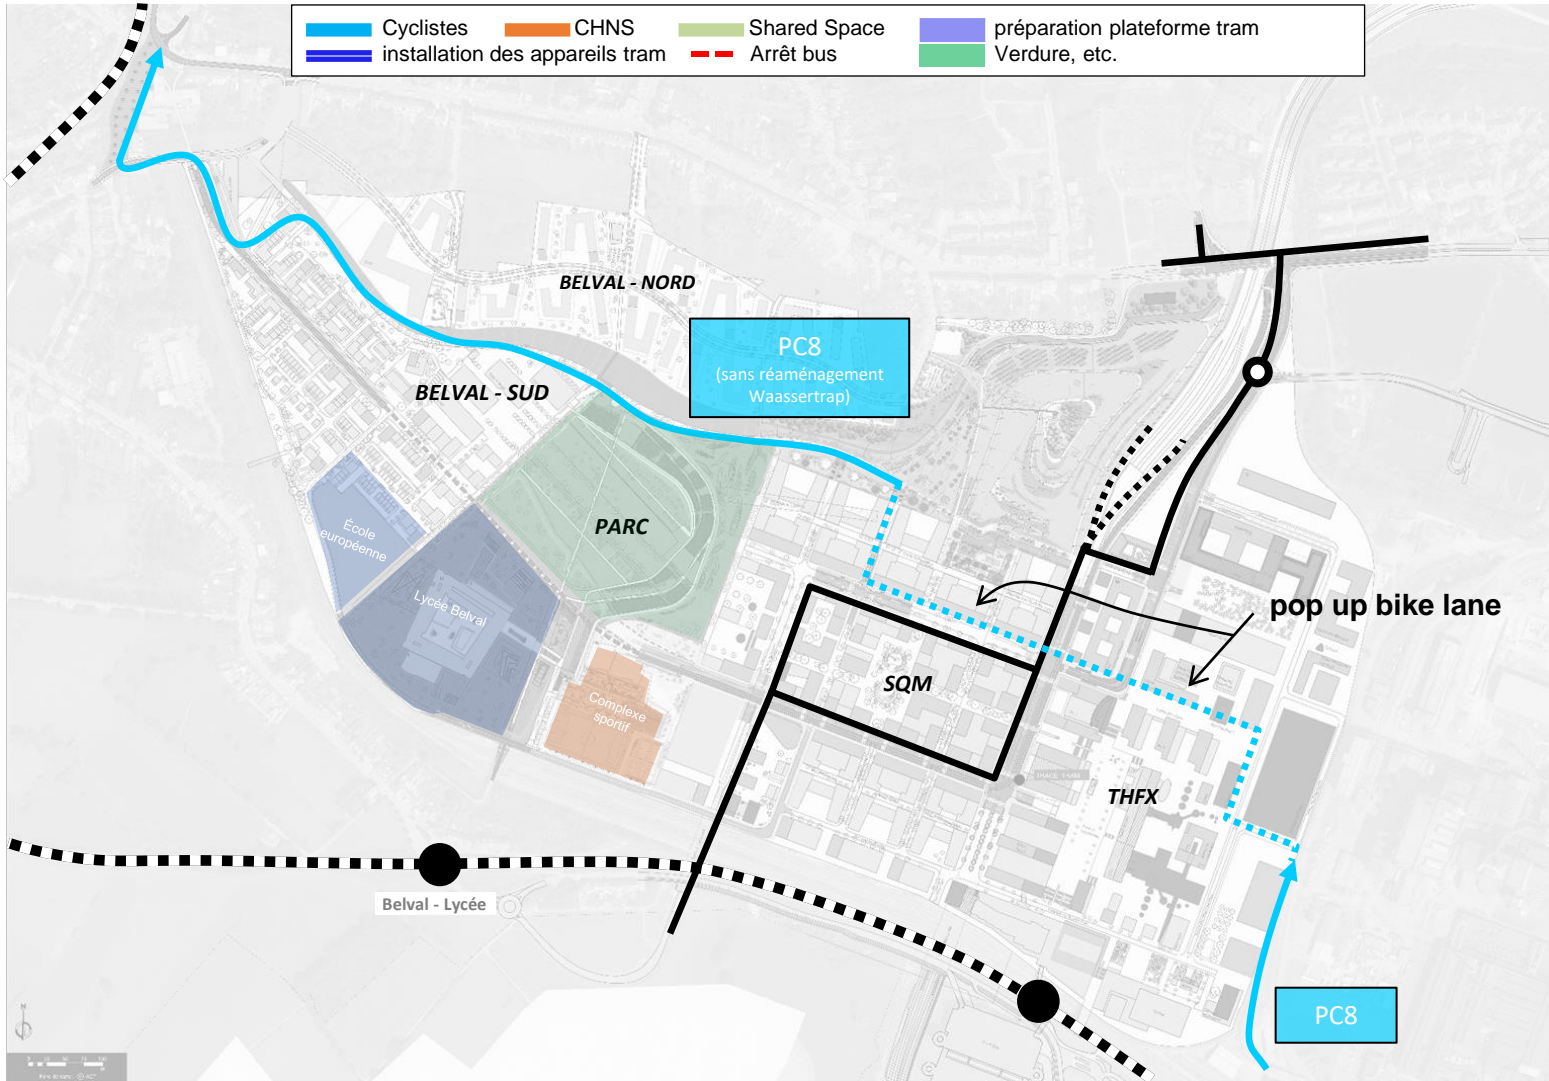 Cyclistes
CHNS
Shared Space
préparation plateforme tram
installation des appareils tram
Arrêt bus
Verdure, etc.
BELVAL - NORD
PC8
(sans réaménagement
Waassertrap)
BELVAL - SUD
PARC
École
européenne
Lycée Belval
pop up bike lane
SQM
Complexe
sportif
THFX
Belval - Lycée
PC8
N